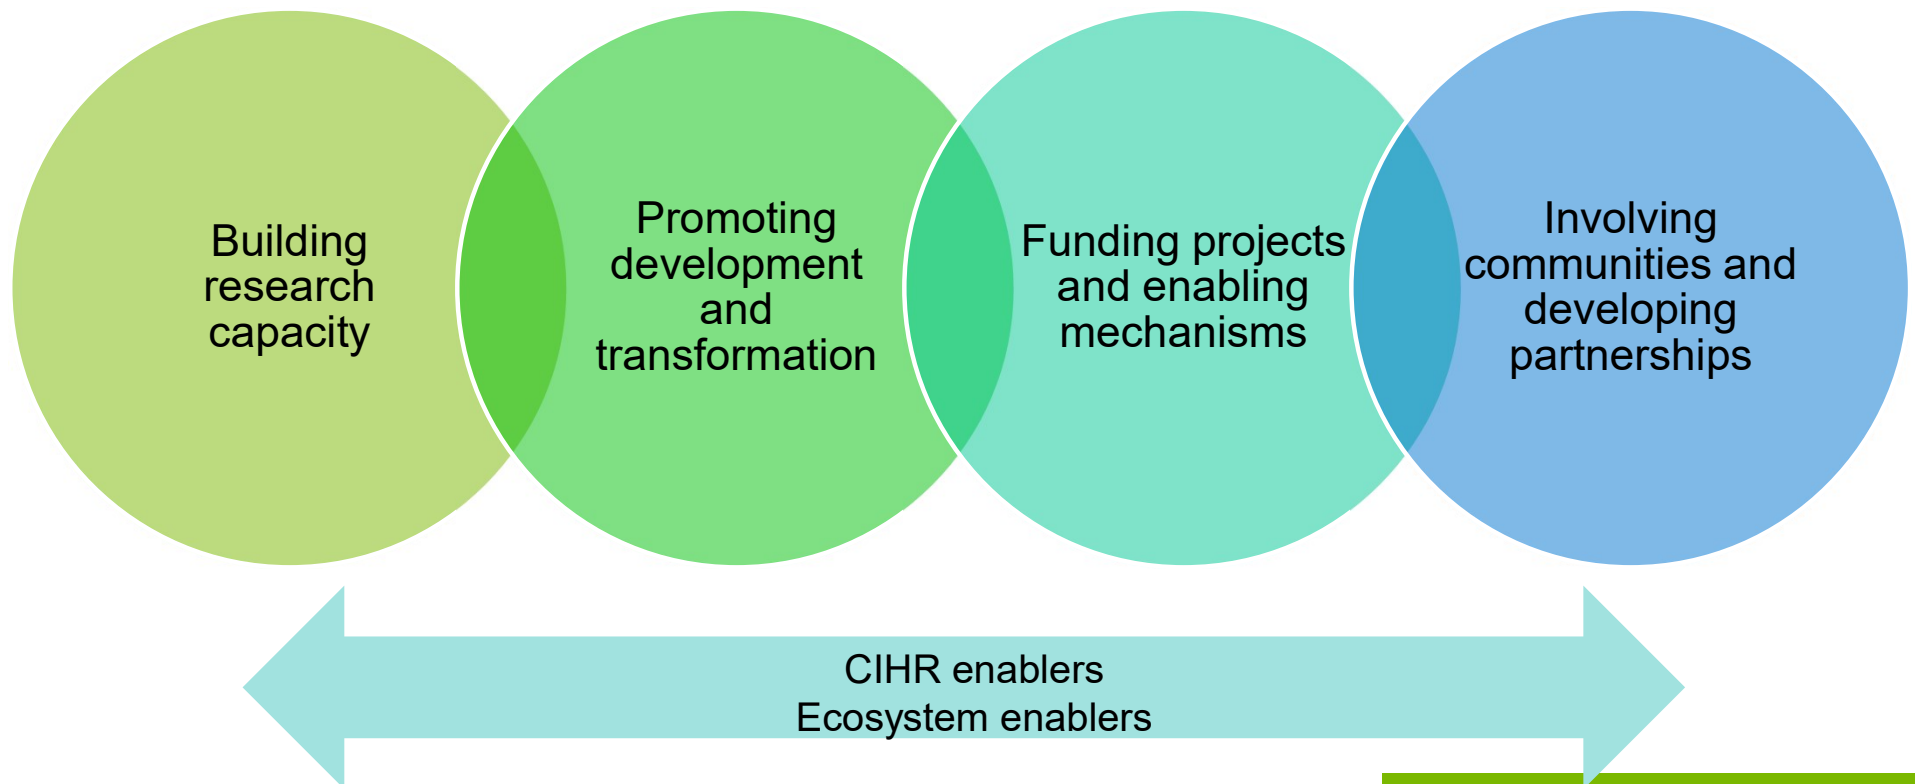 Building
research
capacity
Promoting
development
and
transformation
Funding projects
and enabling
mechanisms
Involving
communities and
developing
partnerships
CIHR enablers
Ecosystem enablers